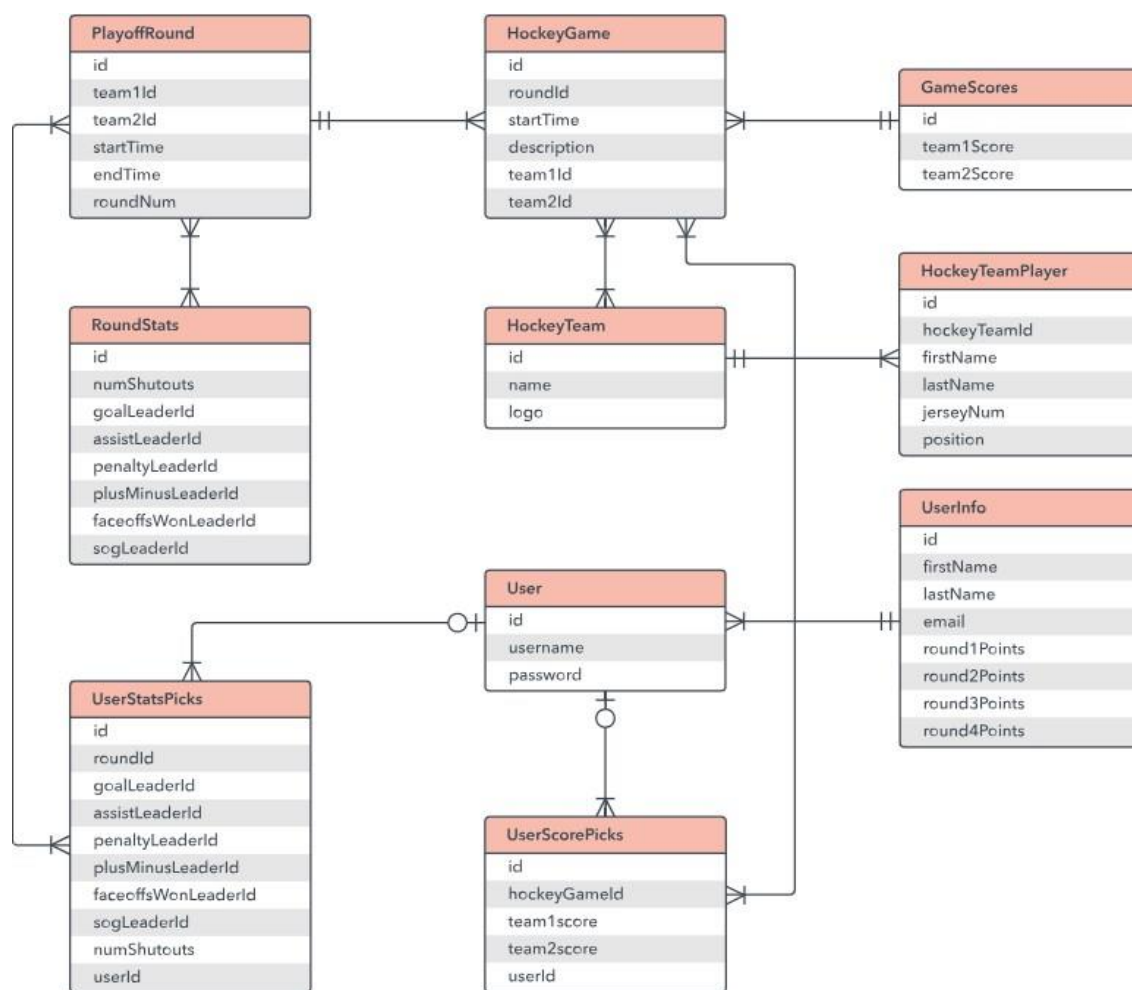 PlayoffRound
id
team1Id
team2Id
startTime
endTime
roundNum
HockeyGame
id
roundId
startTime
description
team1Id
team2Id
GameScores
id
team1Score
team2Score
RoundStats
id
numShutouts
goalLeaderId
assistLeaderId
penaltyLeaderId
plusMinusLeaderId
faceoffsWonLeaderId
sogLeaderId
HockeyTeam
id
name
logo
HockeyTeamPlayer
id
hockeyTeamId
firstName
lastName
jerseyNum
position
User
id
username
password
UserInfo
id
firstName
lastName
email
round1Points
round2Points
round3Points
round4Points
UserStatsPicks
id
roundId
goalLeaderId
assistLeaderId
penaltyLeaderId
plusMinusLeaderId
faceoffsWonLeaderId
sogLeaderId
numShutouts
userId
UserScorePicks
id
hockeyGameId
team1score
team2score
userId